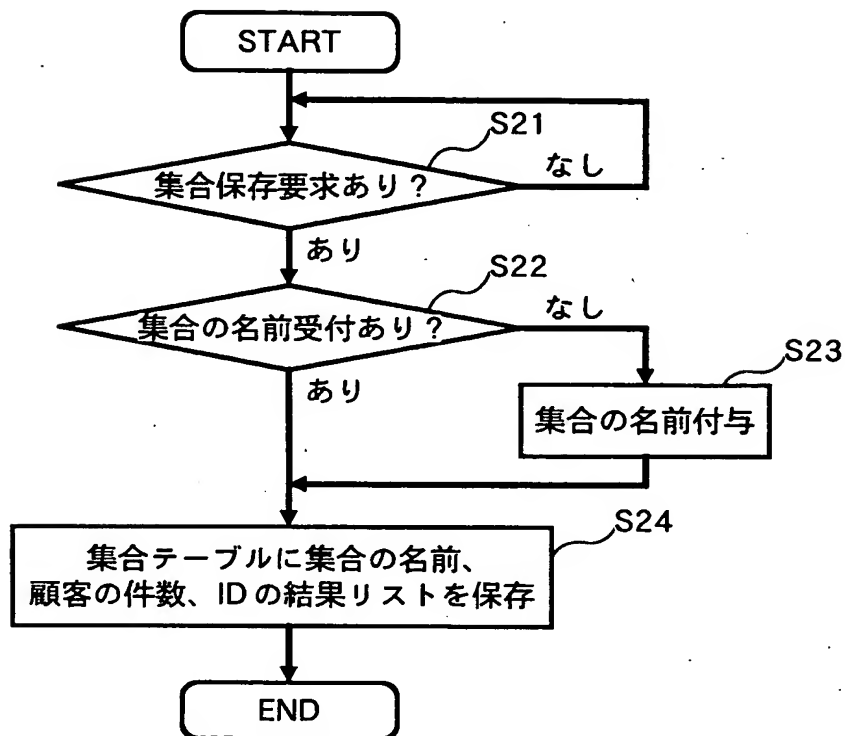 START
S21
集合保存要求あり？
なし
あり
S22
集合の名前受付あり？
なし
あり
S23
集合の名前付与
S24
集合テーブルに集合の名前、
顧客の件数、IDの結果リストを保存
END